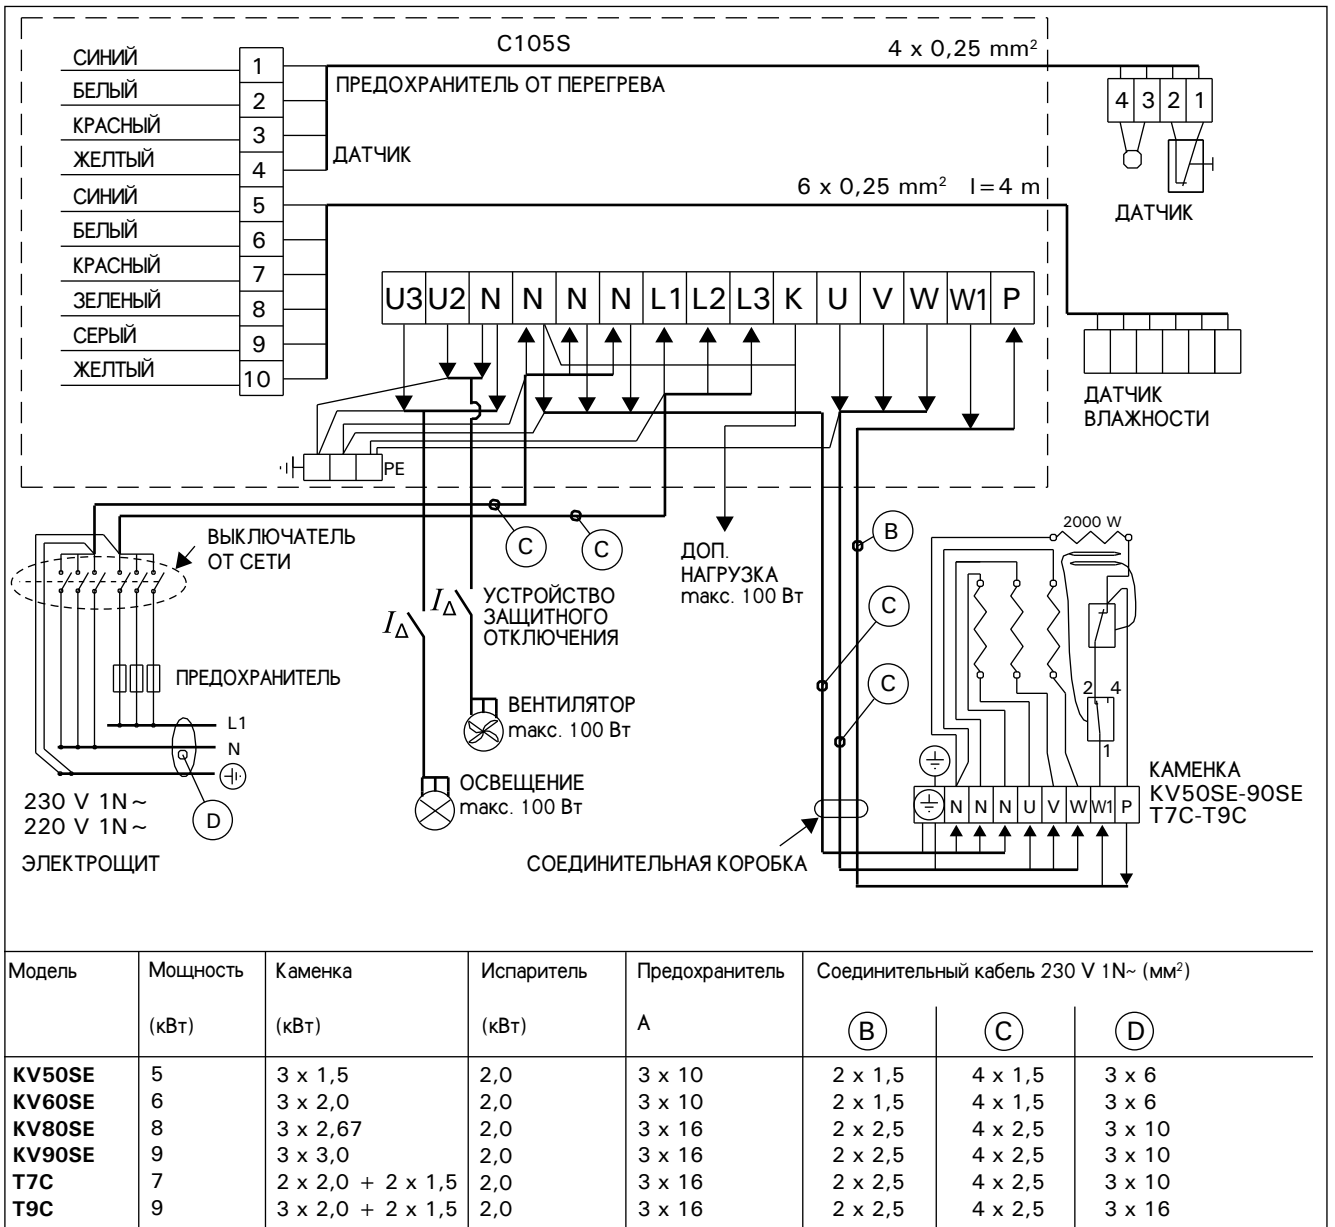 C105S
4 x 0,25 mm²
СИНИЙ 1
БЕЛЫЙ 2
КРАСНЫЙ 3
ЖЕЛТЫЙ 4
СИНИЙ 5
БЕЛЫЙ 6
КРАСНЫЙ 7
ЗЕЛЕНЫЙ 8
СЕРЫЙ 9
ЖЕЛТЫЙ 10
ПРЕДОХРАНИТЕЛЬ ОТ ПЕРЕГРЕВА
ДАТЧИК
4 3 2 1
ДАТЧИК
6 x 0,25 mm² l=4 m
U3 U2 N N N N L1 L2 L3 K U V W W1 P
ДАТЧИК
ВЛАЖНОСТИ
PE
ВЫКЛЮЧАТЕЛЬ
ОТ СЕТИ
C
C
B
C
C
I∆
I∆
УСТРОЙСТВО
ЗАЩИТНОГО
ОТКЛЮЧЕНИЯ
ДОП.
НАГРУЗКА
макс. 100 Вт
2000 W
2 4
1
ПРЕДОХРАНИТЕЛЬ
L1
N
D
230 V 1N~
220 V 1N~
ЭЛЕКТРОЩИТ
ВЕНТИЛЯТОР
макс. 100 Вт
ОСВЕЩЕНИЕ
макс. 100 Вт
СОЕДИНИТЕЛЬНАЯ КОРОБКА
N N N U V W W1 P
КАМЕНКА
KV50SE-90SE
T7C-T9C
Модель Мощность Каменка Испаритель Предохранитель Соединительный кабель 230 V 1N~ (мм²)
(кВт) (кВт) (кВт) А B C D
KV50SE 5 3 x 1,5 2,0 3 x 10 2 x 1,5 4 x 1,5 3 x 6
KV60SE 6 3 x 2,0 2,0 3 x 10 2 x 1,5 4 x 1,5 3 x 6
KV80SE 8 3 x 2,67 2,0 3 x 16 2 x 2,5 4 x 2,5 3 x 10
KV90SE 9 3 x 3,0 2,0 3 x 16 2 x 2,5 4 x 2,5 3 x 10
T7C 7 2 x 2,0 + 2 x 1,5 2,0 3 x 16 2 x 2,5 4 x 2,5 3 x 10
T9C 9 3 x 2,0 + 2 x 1,5 2,0 3 x 16 2 x 2,5 4 x 2,5 3 x 16